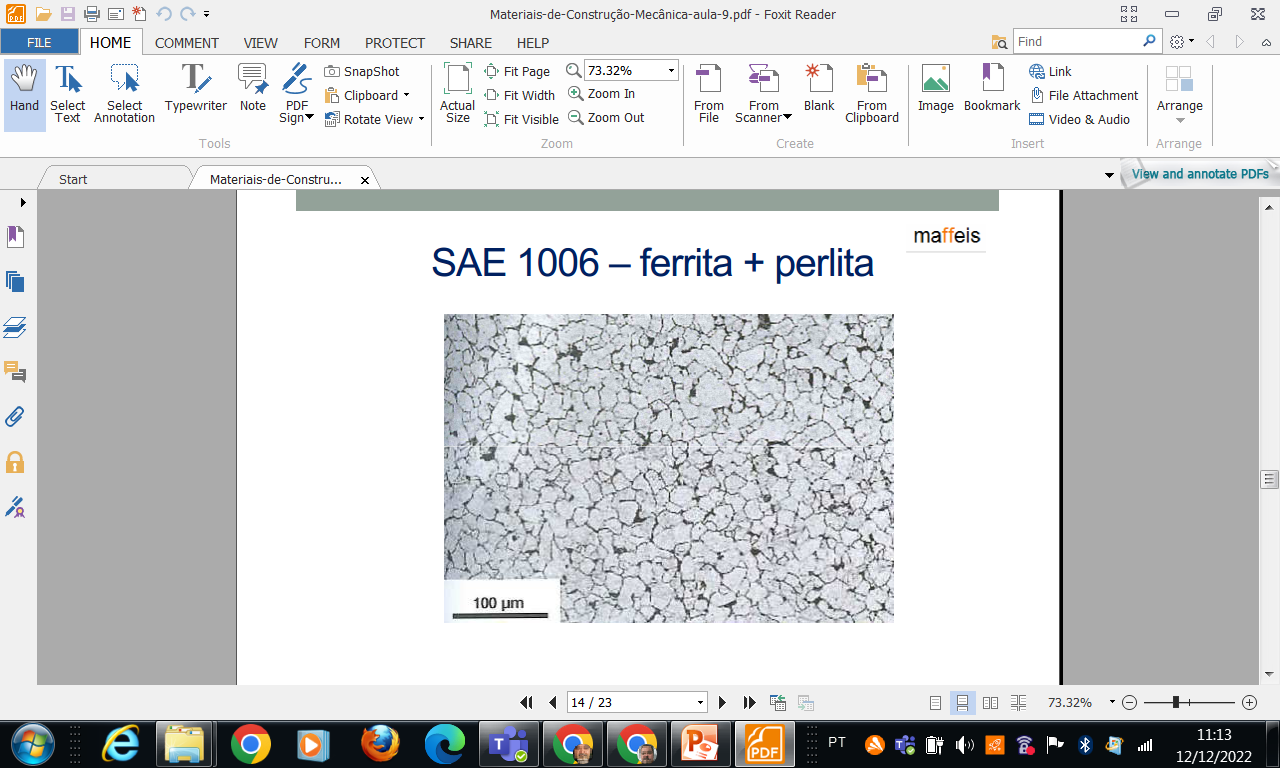 Materiais-de-Construção-Mecânica-aula-9.pdf - Foxit Reader
FILE HOME COMMENT VIEW FORM PROTECT SHARE HELP
Find
Hand
Select Text
Select Annotation
Typewriter
Note
PDF Sign
SnapShot
Clipboard
Rotate View
Tools
Actual Size
Fit Page
Fit Width
Fit Visible
73.32%
Zoom In
Zoom Out
Zoom
From File
From Scanner
Blank
From Clipboard
Create
Image
Bookmark
Link
File Attachment
Video & Audio
Insert
Arrange
Arrange
Start
Materiais-de-Constru...
View and annotate PDFs
maffeis
SAE 1006 – ferrita + perlita
100 µm
14 / 23
73.32%
PDF
PT
11:13
12/12/2022